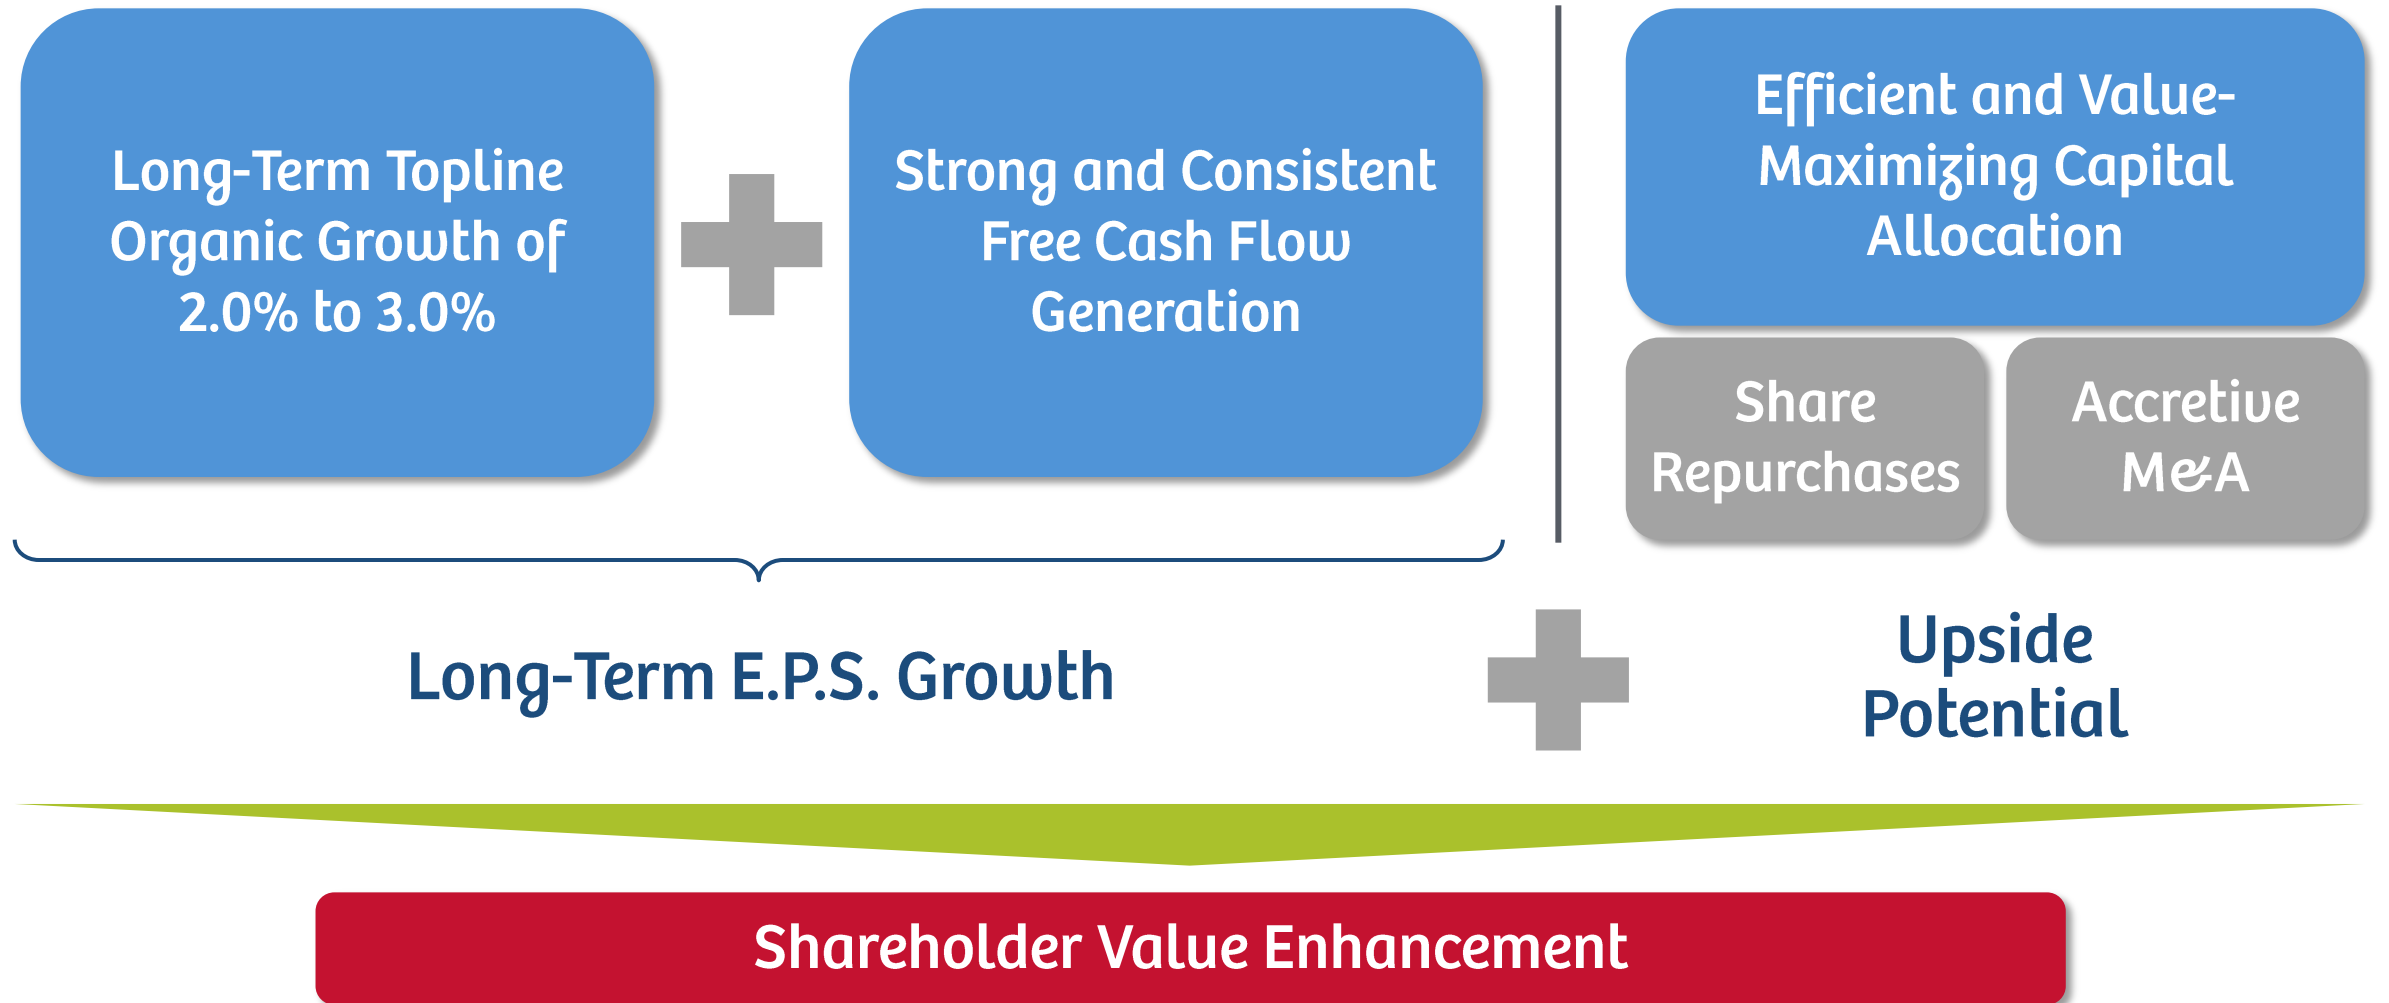 Long-Term Topline
Organic Growth of
2.0% to 3.0%
Strong and Consistent
Free Cash Flow
Generation
Efficient and Value-
Maximizing Capital
Allocation
Share
Repurchases
Accretive
M&A
Long-Term E.P.S. Growth
Upside
Potential
Shareholder Value Enhancement